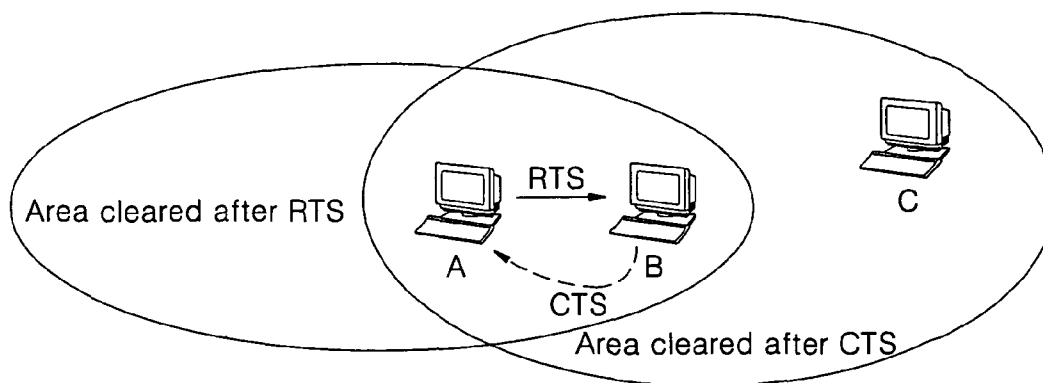 RTS
Area cleared after RTS
A
B
C
CTS
Area cleared after CTS